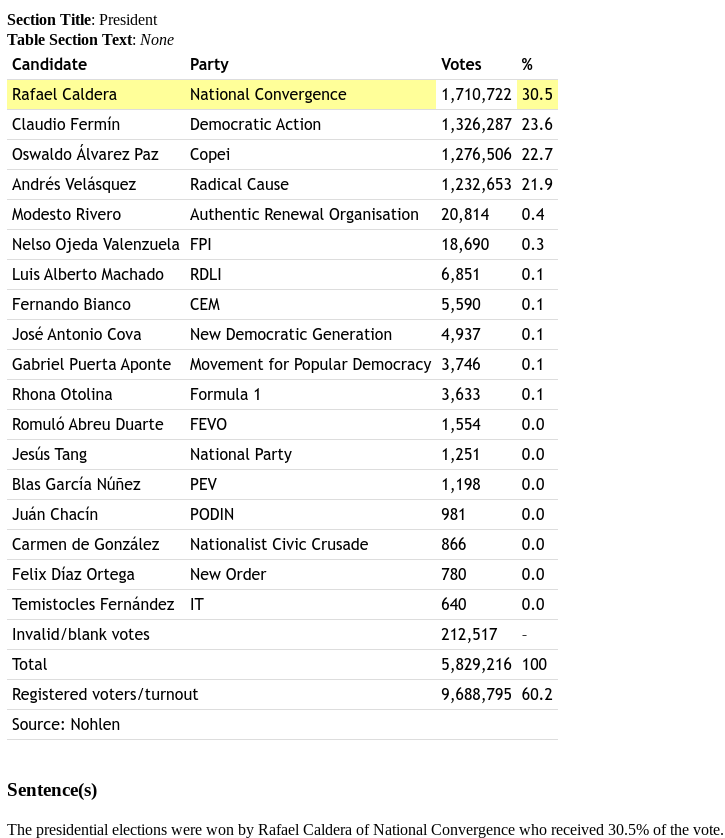 Section Title: President
Table Section Text: None
Candidate Party Votes %
Rafael Caldera National Convergence 1,710,722 30.5
Claudio Fermín Democratic Action 1,326,287 23.6
Oswaldo Álvarez Paz Copei 1,276,506 22.7
Andrés Velásquez Radical Cause 1,232,653 21.9
Modesto Rivero Authentic Renewal Organisation 20,814 0.4
Nelso Ojeda Valenzuela FPI 18,690 0.3
Luis Alberto Machado RDLI 6,851 0.1
Fernando Bianco CEM 5,590 0.1
José Antonio Cova New Democratic Generation 4,937 0.1
Gabriel Puerta Aponte Movement for Popular Democracy 3,746 0.1
Rhona Otolina Formula 1 3,633 0.1
Romuló Abreu Duarte FEVO 1,554 0.0
Jesús Tang National Party 1,251 0.0
Blas García Núñez PEV 1,198 0.0
Juán Chacín PODIN 981 0.0
Carmen de González Nationalist Civic Crusade 866 0.0
Felix Díaz Ortega New Order 780 0.0
Temistocles Fernández IT 640 0.0
Invalid/blank votes 212,517 -
Total 5,829,216 100
Registered voters/turnout 9,688,795 60.2
Source: Nohlen
Sentence(s)
The presidential elections were won by Rafael Caldera of National Convergence who received 30.5% of the vote.